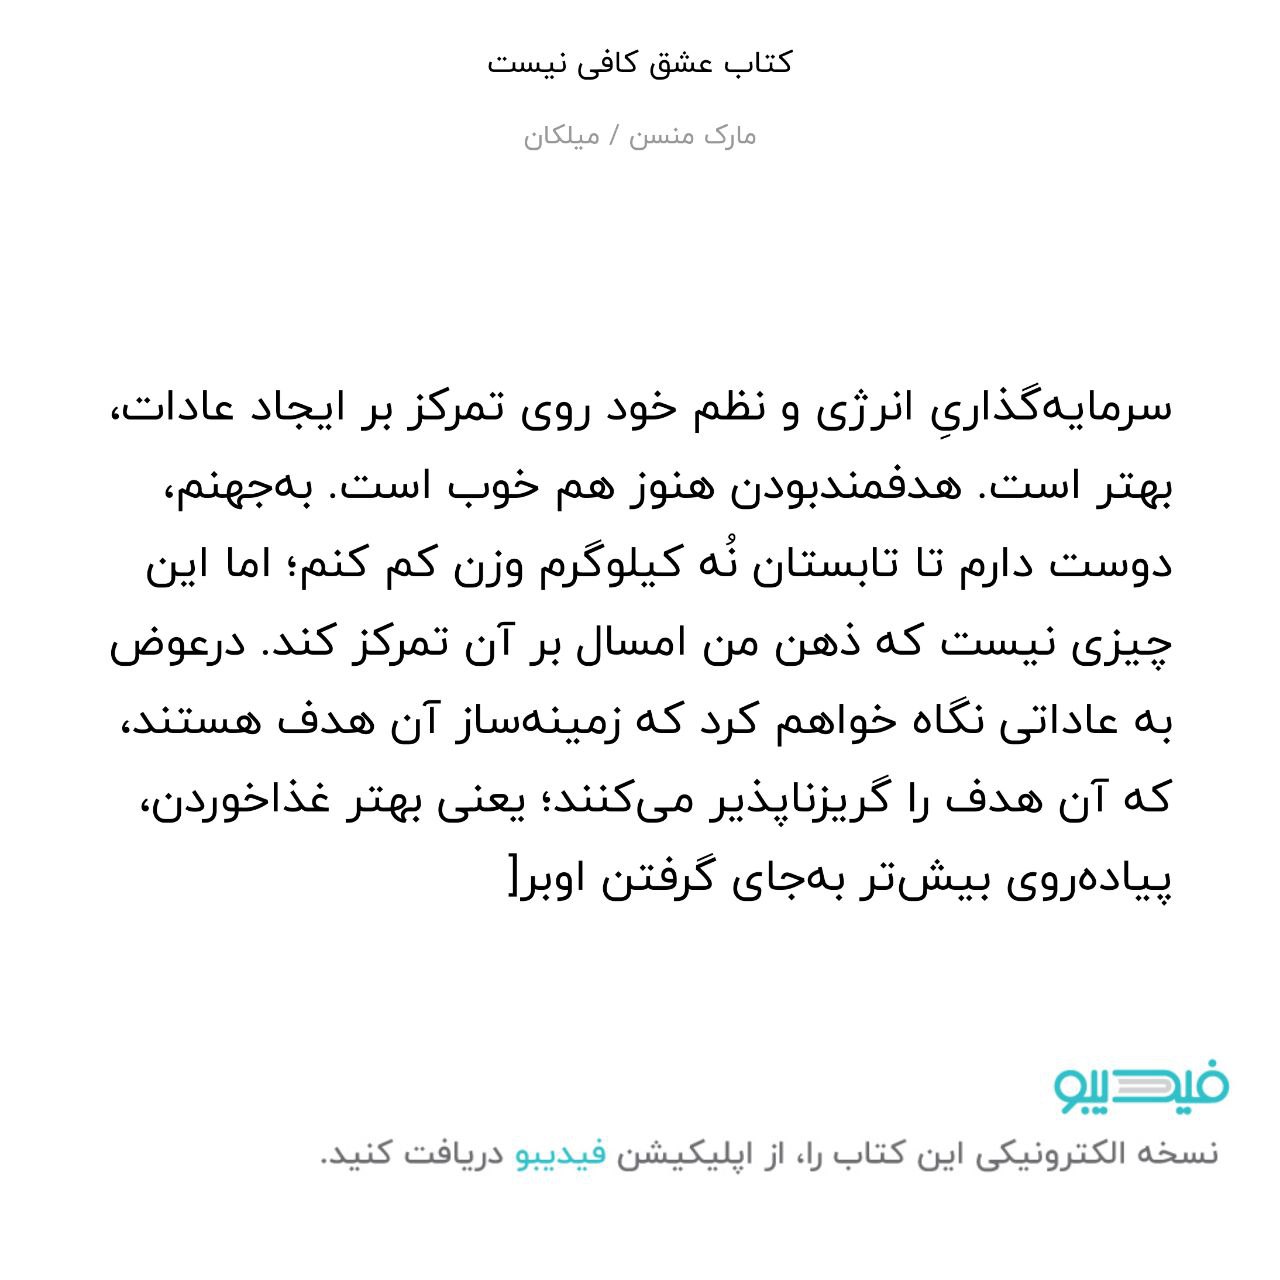 کتاب عشق کافی نیست
مارک منسن / میلکان
سرمایه‌گذاریِ انرژی و نظم خود روی تمرکز بر ایجاد عادات،
بهتر است. هدفمندبودن هنوز هم خوب است. به‌جهنم،
دوست دارم تا تابستان نُه کیلوگرم وزن کم کنم؛ اما این
چیزی نیست که ذهن من امسال بر آن تمرکز کند. درعوض
به عاداتی نگاه خواهم کرد که زمینه‌ساز آن هدف هستند،
که آن هدف را گریزناپذیر می‌کنند؛ یعنی بهتر غذاخوردن،
پیاده‌روی بیش‌تر به‌جای گرفتن اوبر[
فیدیبو
نسخه الکترونیکی این کتاب را، از اپلیکیشن فیدیبو دریافت کنید.